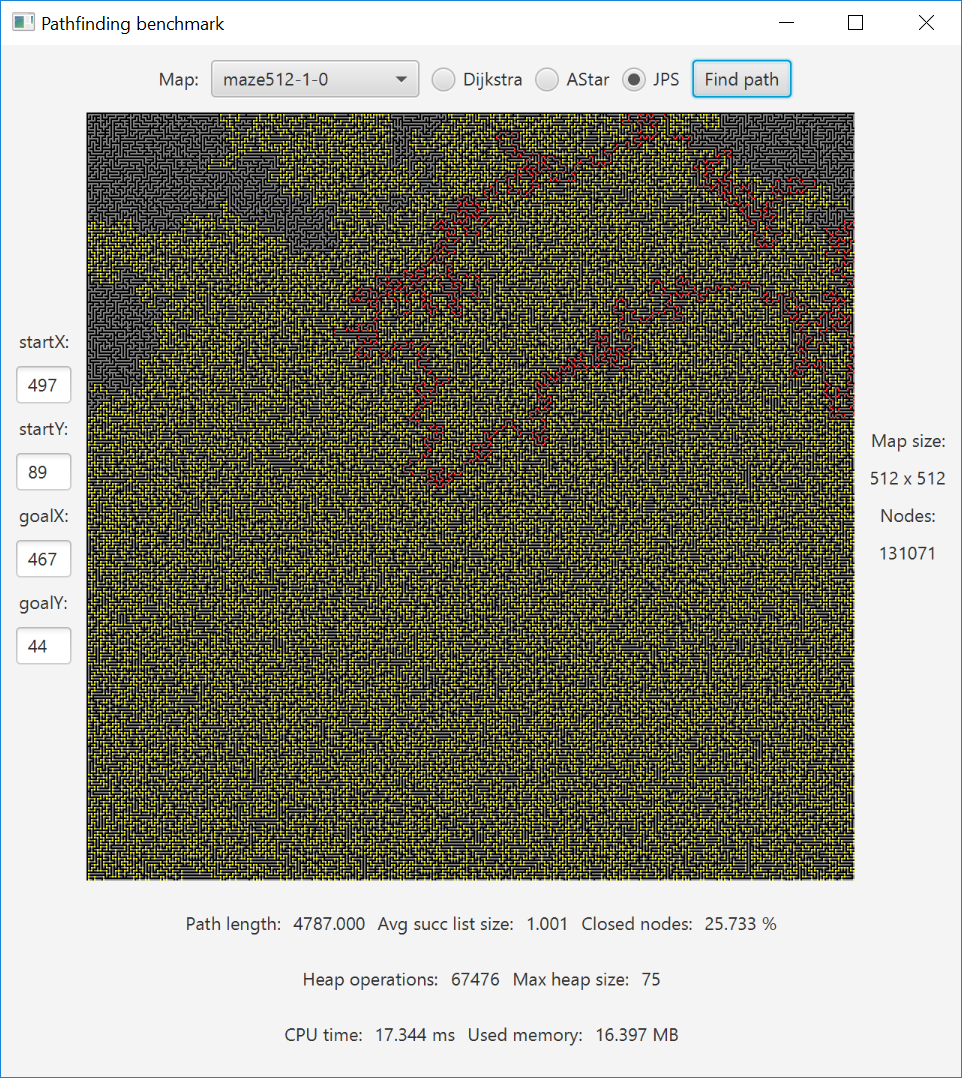 Pathfinding benchmark
Map: maze512-1-0 Dijkstra AStar JPS Find path
startX:
497
startY:
89
goalX:
467
goalY:
44
Map size:
512 x 512
Nodes:
131071
Path length: 4787.000 Avg succ list size: 1.001 Closed nodes: 25.733 %
Heap operations: 67476 Max heap size: 75
CPU time: 17.344 ms Used memory: 16.397 MB